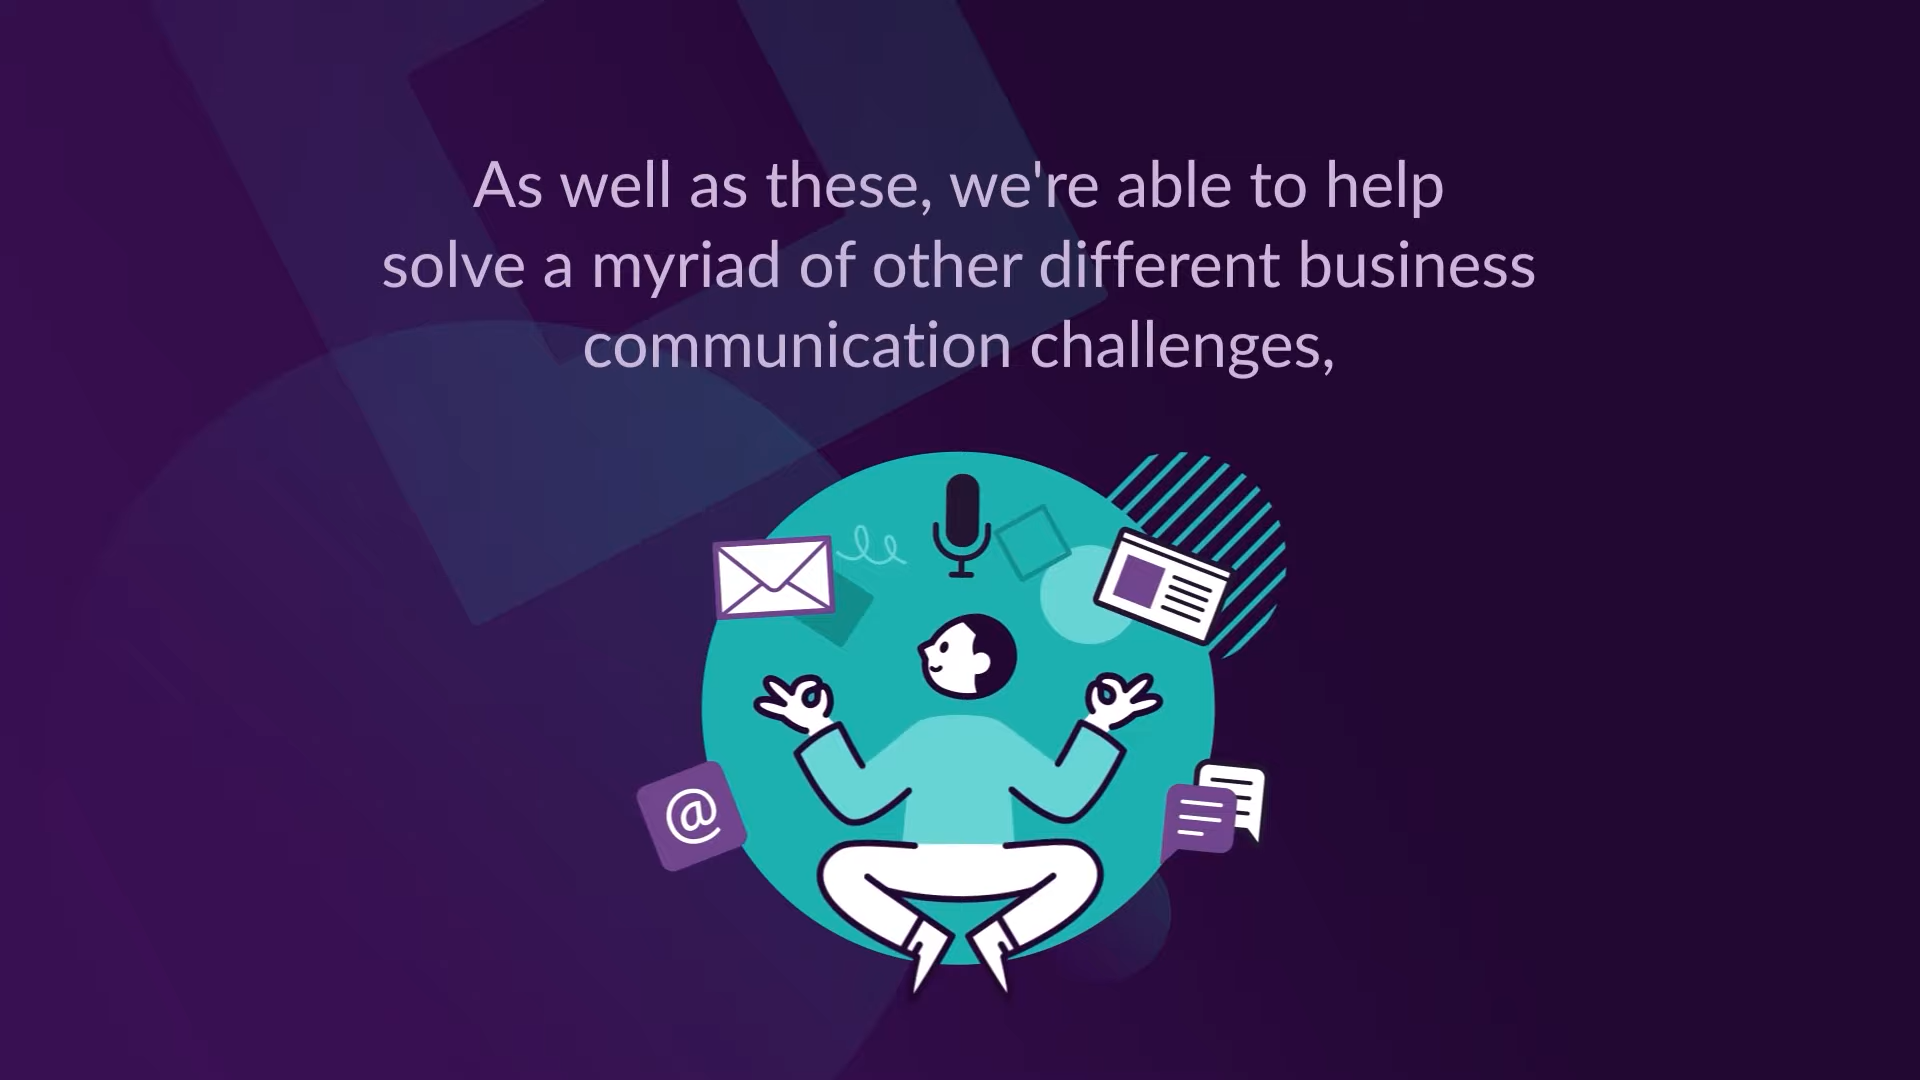 As well as these, we're able to help
solve a myriad of other different business
communication challenges,
@